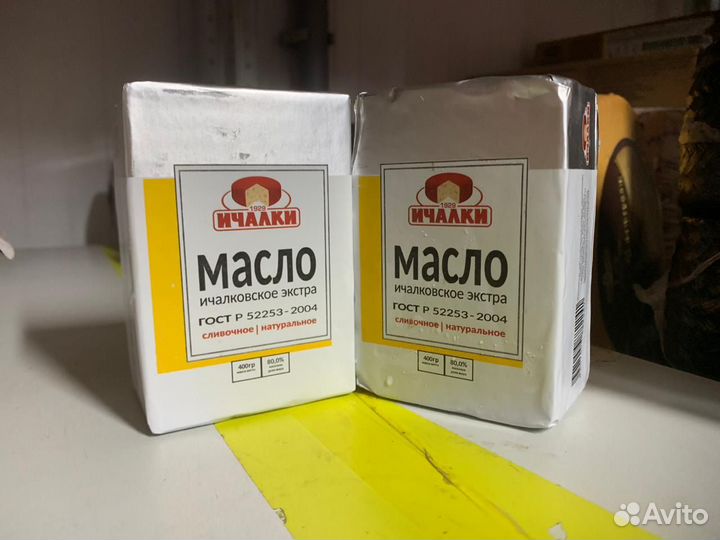 1929
ИЧАЛКИ
масло
ичалковское экстра
ГОСТ Р 52253-2004
сливочное | натуральное
400гр
80,0%
1929
ИЧАЛКИ
масло
ичалковское экстра
ГОСТ Р 52253-2004
сливочное | натуральное
400гр
80,0%
Avito